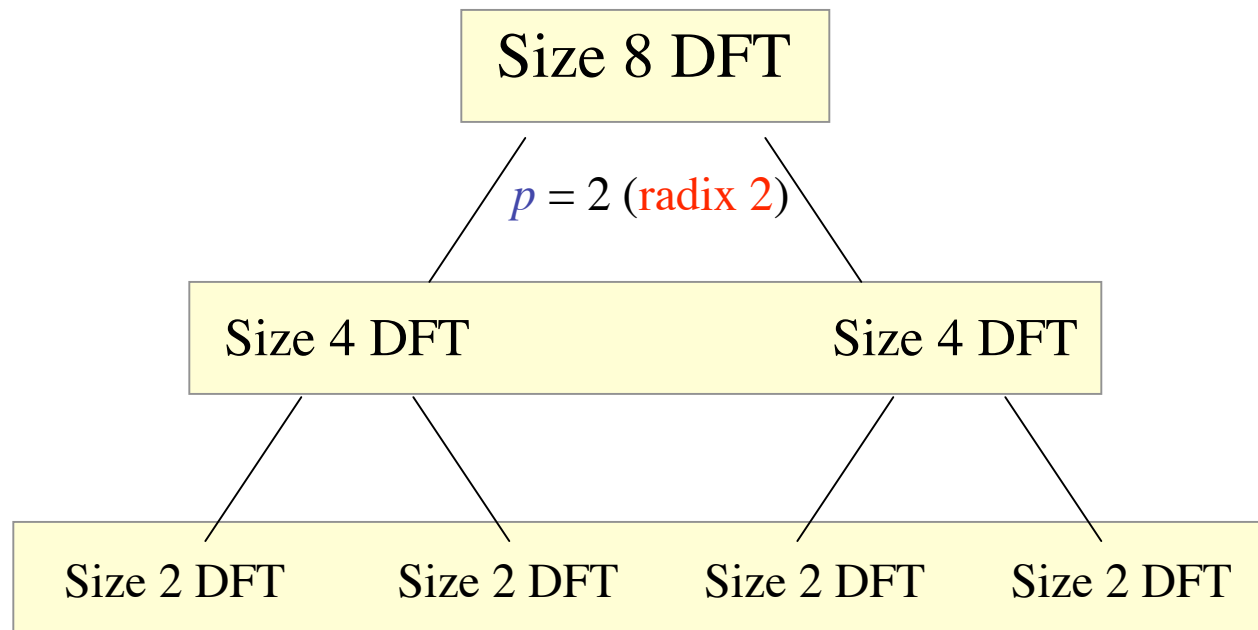 Size 8 DFT
p = 2 (radix 2)
Size 4 DFT Size 4 DFT
Size 2 DFT Size 2 DFT Size 2 DFT Size 2 DFT